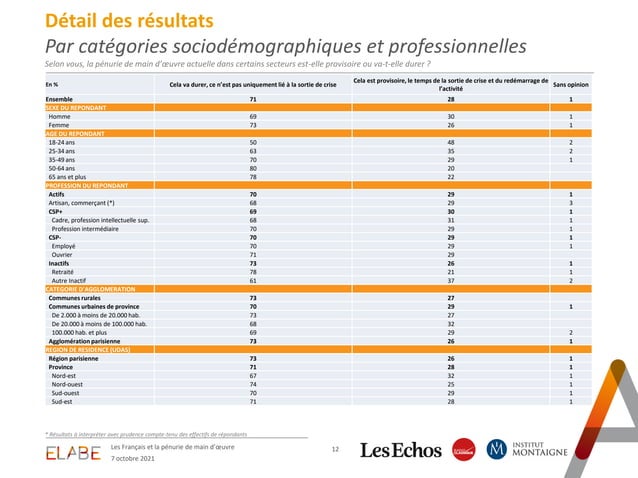 Détail des résultats
Par catégories sociodémographiques et professionnelles
Selon vous, la pénurie de main d'œuvre actuelle dans certains secteurs est-elle provisoire ou va-t-elle durer ?
En % Cela va durer, ce n'est pas uniquement lié à la sortie de crise Cela est provisoire, le temps de la sortie de crise et du redémarrage de l'activité Sans opinion
Ensemble 71 28 1
SEXE DU REPONDANT
Homme 69 30 1
Femme 73 26 1
AGE DU REPONDANT
18-24 ans 50 48 2
25-34 ans 63 35 2
35-49 ans 70 29 1
50-64 ans 80 20
65 ans et plus 78 22
PROFESSION DU REPONDANT
Actifs 70 29 1
Artisan, commerçant (*) 68 29 3
CSP+ 69 30 1
Cadre, profession intellectuelle sup. 68 31 1
Profession intermédiaire 70 29 1
CSP- 70 29 1
Employé 70 29 1
Ouvrier 71 29
Inactifs 73 26 1
Retraité 78 21 1
Autre Inactif 61 37 2
CATEGORIE D'AGGLOMERATION
Communes rurales 73 27
Communes urbaines de province 70 29 1
De 2.000 à moins de 20.000 hab. 73 27
De 20.000 à moins de 100.000 hab. 68 32
100.000 hab. et plus 69 29 2
Agglomération parisienne 73 26 1
REGION DE RESIDENCE (UDA5)
Région parisienne 73 26 1
Province 71 28 1
Nord-est 67 32 1
Nord-ouest 74 25 1
Sud-ouest 70 29 1
Sud-est 71 28 1
* Résultats à interpréter avec prudence compte-tenu des effectifs de répondants
ELABE
Les Français et la pénurie de main d'œuvre
7 octobre 2021
12
Les Echos
RADIO CLASSIQUE
M
INSTITUT
MONTAIGNE